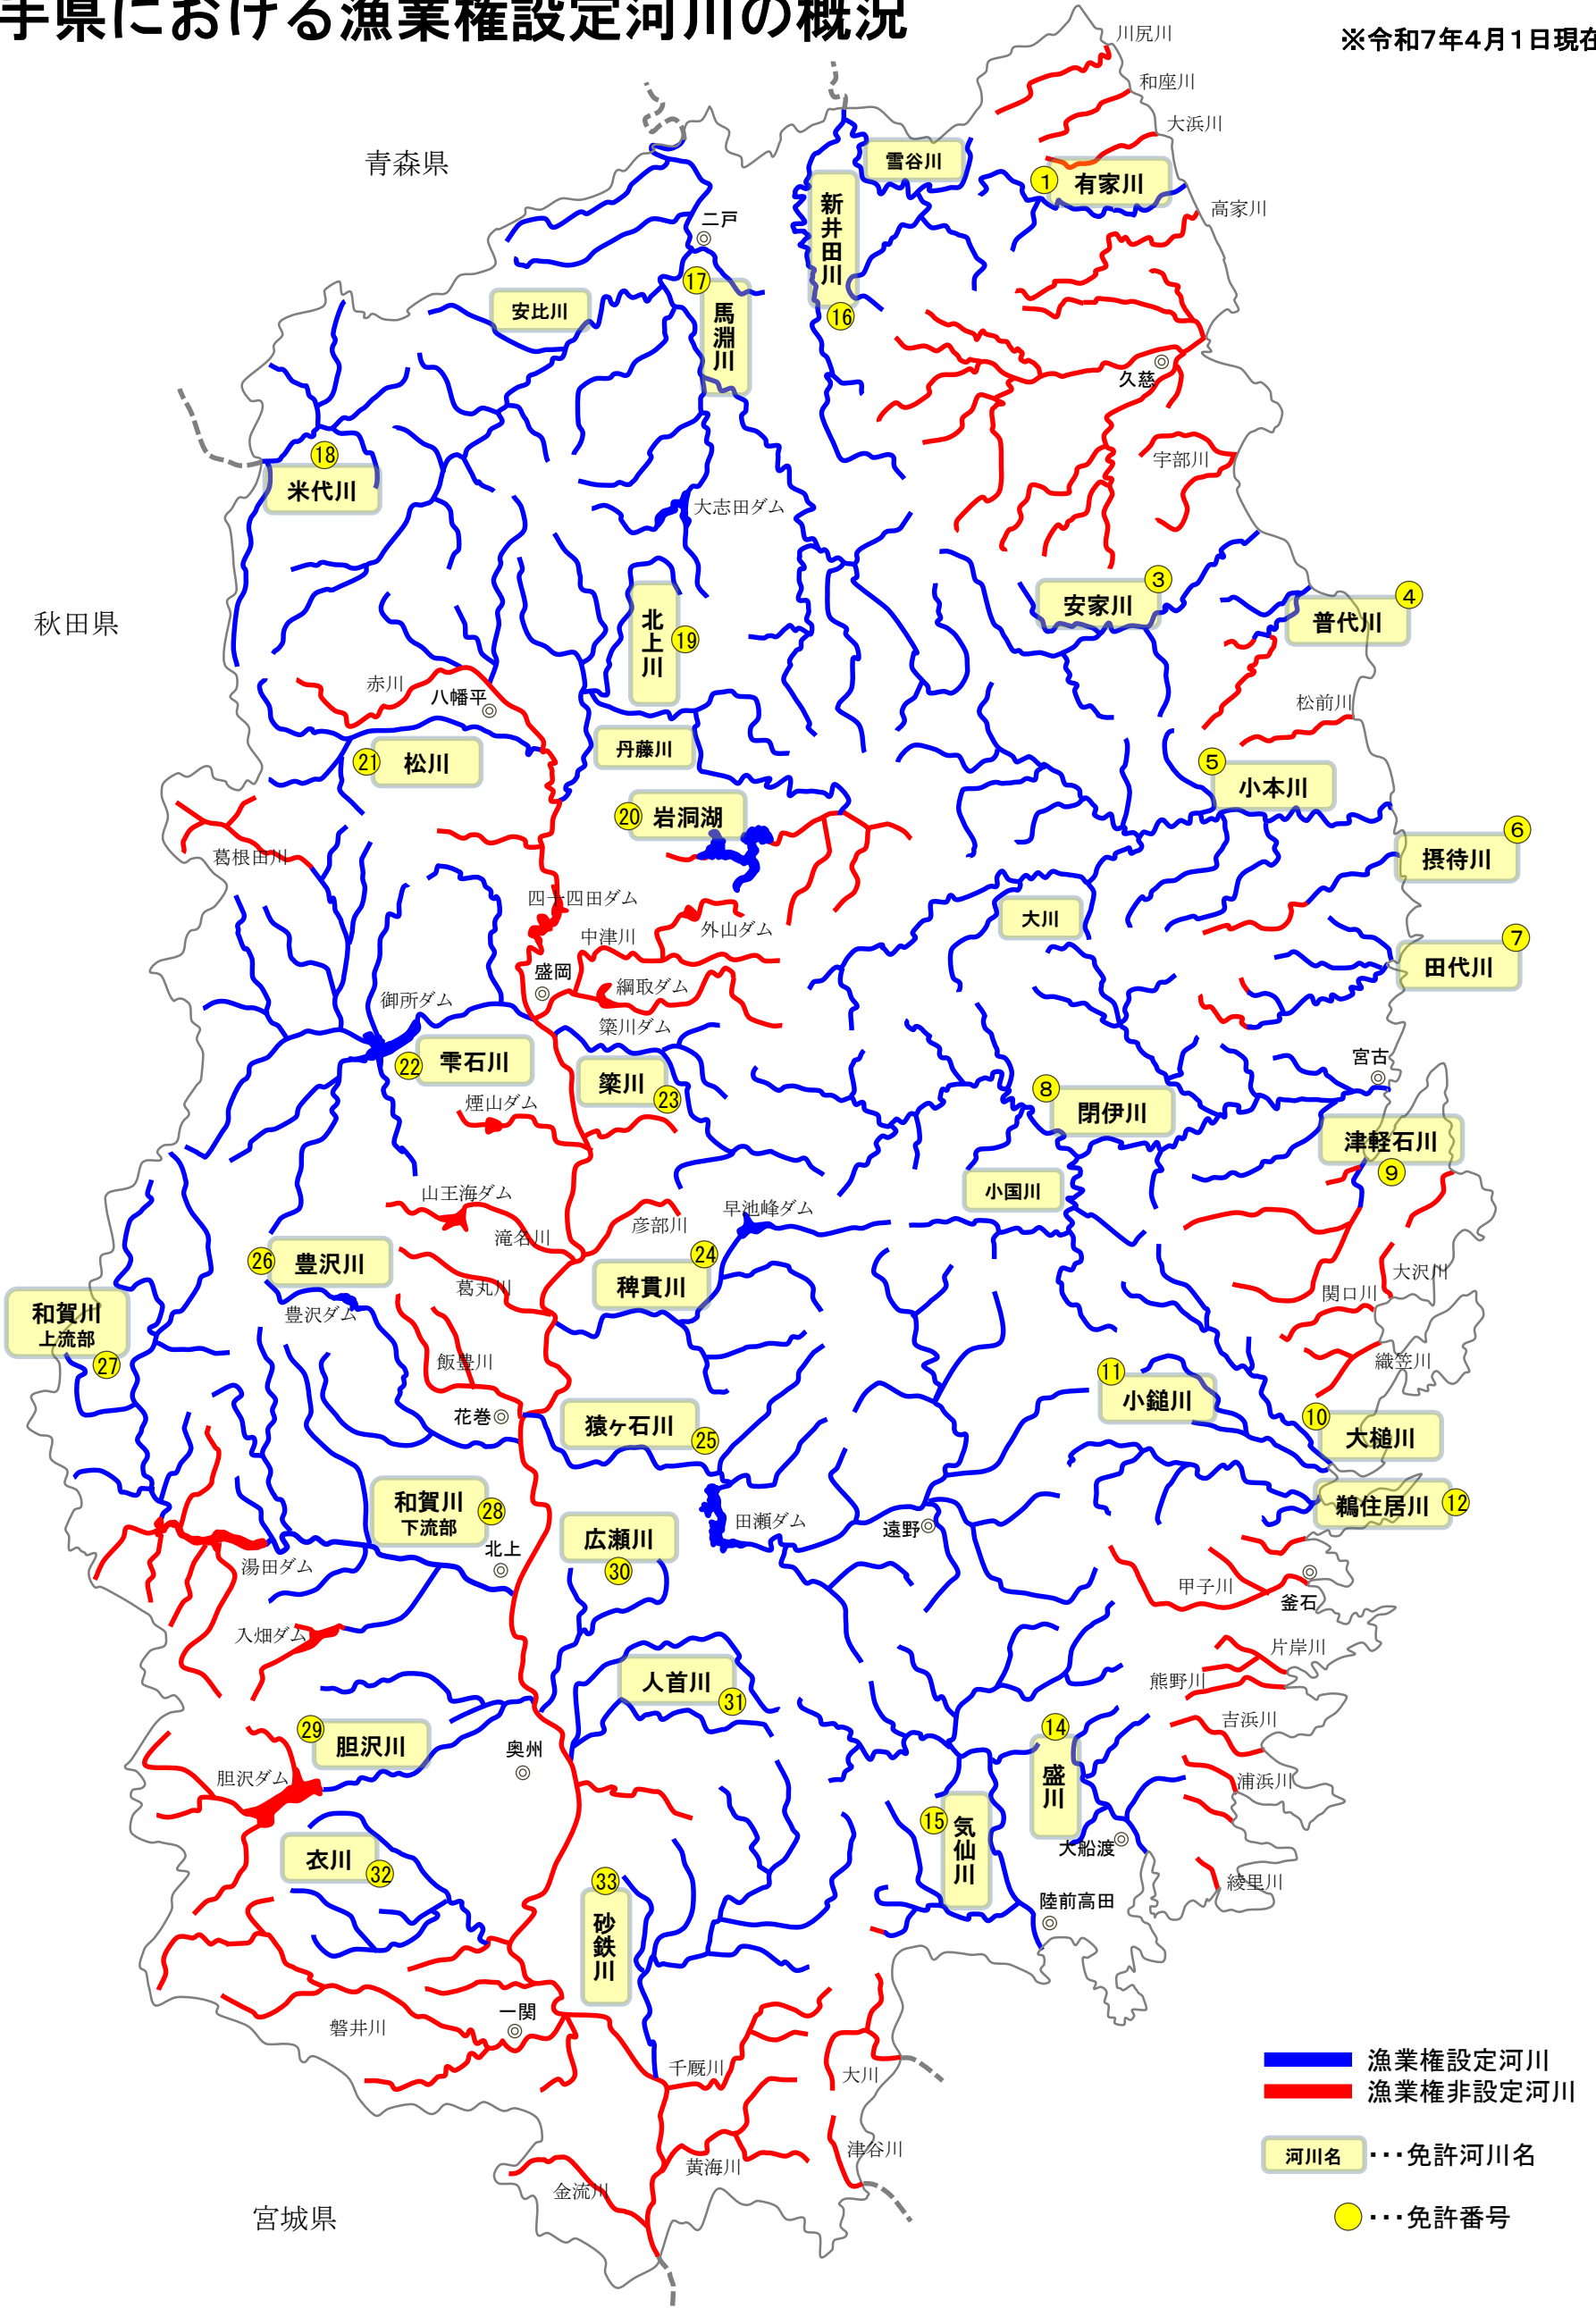 手県における漁業権設定河川の概況
※令和7年4月1日現在
川尻川
和座川
大浜川
青森県
雪谷川
1
有家川
新井田川
高家川
二戸
17
馬淵川
安比川
16
久慈
宇部川
18
米代川
大志田ダム
3
安家川
4
普代川
秋田県
北上川
19
赤川
八幡平
松前川
丹藤川
21
松川
5
小本川
20
岩洞湖
6
摂待川
葛根田川
四十四田ダム
大川
外山ダム
中津川
7
田代川
盛岡
綱取ダム
御所ダム
簗川ダム
宮古
22
雫石川
簗川
23
8
閉伊川
煙山ダム
津軽石川
9
小国川
山王海ダム
早池峰ダム
彦部川
滝名川
26
豊沢川
24
稗貫川
大沢川
葛丸川
関口川
豊沢ダム
和賀川
上流部
27
飯豊川
織笠川
11
小鎚川
花巻
猿ヶ石川
25
10
大槌川
和賀川
下流部
28
鵜住居川
12
田瀬ダム
遠野
広瀬川
30
北上
湯田ダム
甲子川
釜石
入畑ダム
片岸川
人首川
31
熊野川
29
胆沢川
奥州
14
盛川
吉浜川
胆沢ダム
浦浜川
15
気仙川
大船渡
衣川
32
33
砂鉄川
綾里川
陸前高田
一関
磐井川
千厩川
大川
漁業権設定河川
漁業権非設定河川
津谷川
黄海川
河川名
・・・免許河川名
金流川
宮城県
・・・免許番号